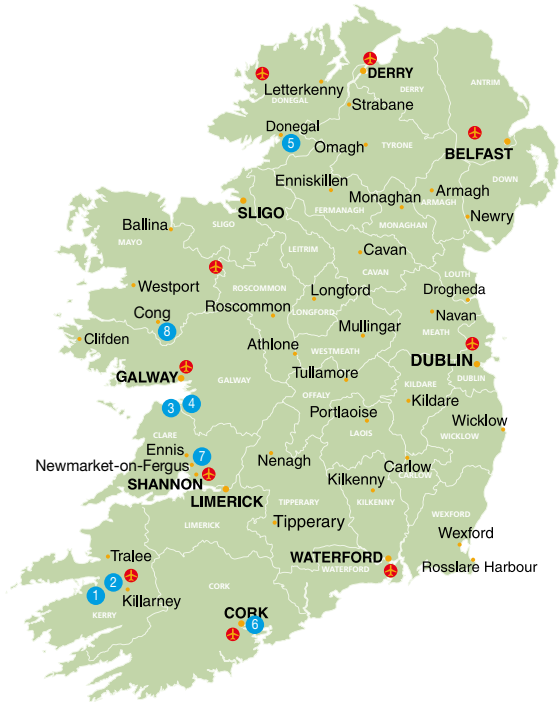 DERRY
ANTRIM
Letterkenny
DONEGAL
DERRY
Strabane
Donegal
5
Omagh
TYRONE
BELFAST
Enniskillen
DOWN
Monaghan
Armagh
ARMAGH
FERMANAGH
SLIGO
Newry
Ballina
SLIGO
MONAGHAN
MAYO
LEITRIM
Cavan
CAVAN
LOUTH
Westport
ROSCOMMON
Longford
Drogheda
Cong
Roscommon
LONGFORD
Navan
8
Mullingar
MEATH
Clifden
Athlone
WESTMEATH
DUBLIN
GALWAY
Tullamore
GALWAY
KILDARE
DUBLIN
OFFALY
Kildare
3
4
Portlaoise
Wicklow
CLARE
LAOIS
WICKLOW
Ennis
7
Nenagh
Newmarket-on-Fergus
Carlow
CARLOW
SHANNON
Kilkenny
LIMERICK
TIPPERARY
KILKENNY
WEXFORD
LIMERICK
Tipperary
Wexford
Tralee
WATERFORD
Rosslare Harbour
WATERFORD
2
CORK
1
Killarney
KERRY
CORK
6